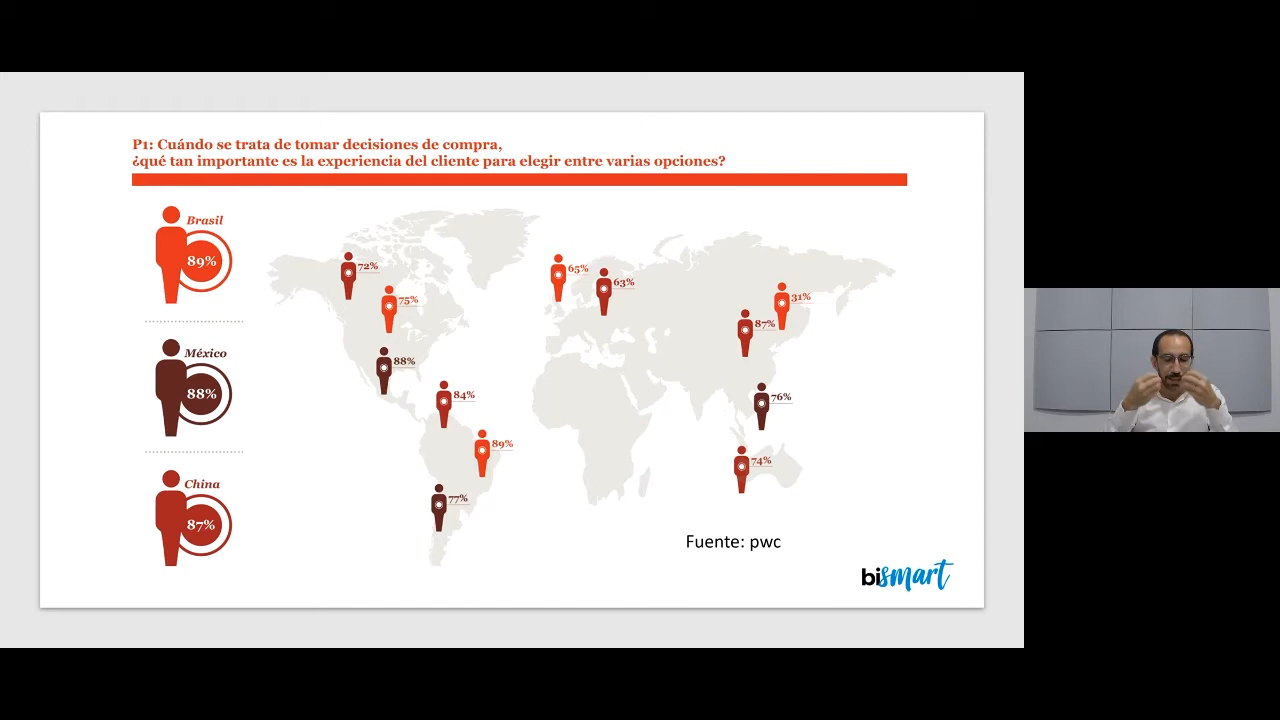 P1: Cuándo se trata de tomar decisiones de compra,
¿qué tan importante es la experiencia del cliente para elegir entre varias opciones?
Brasil
89%
México
88%
China
87%
72%
75%
88%
84%
89%
77%
65%
63%
31%
87%
76%
74%
Fuente: pwc
bismart